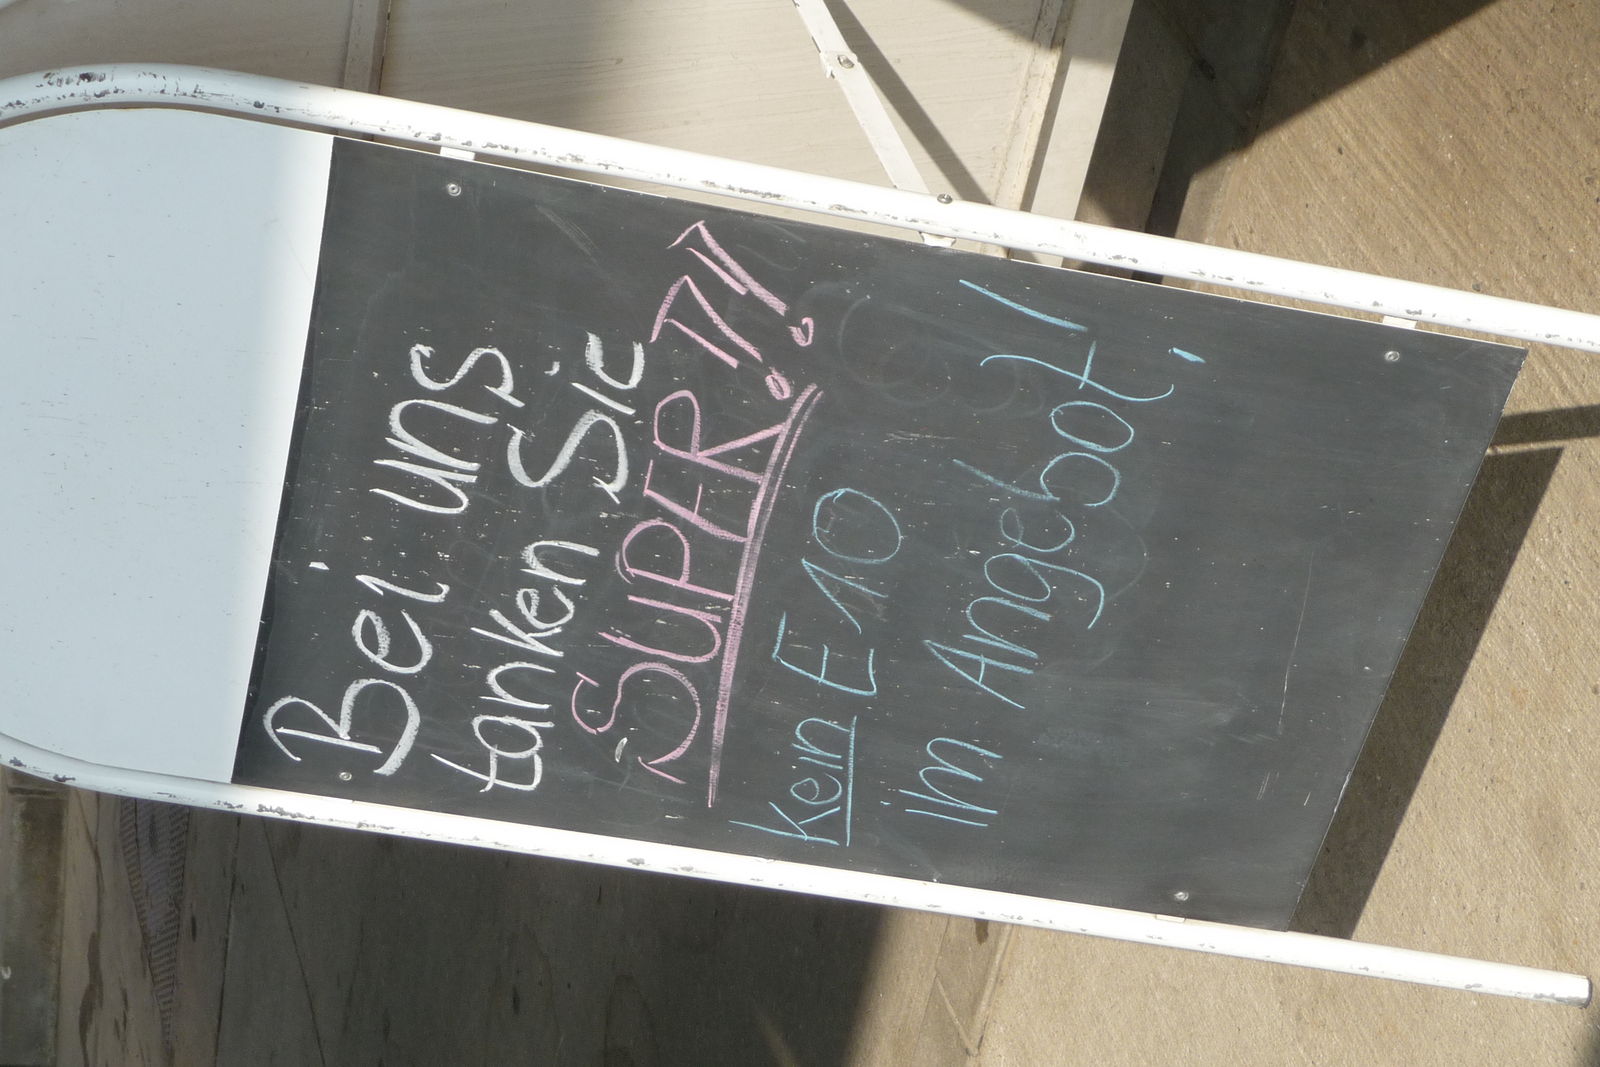 Bei uns
tanken Sie
"SUPER"!!
kein E10
im Angebot!